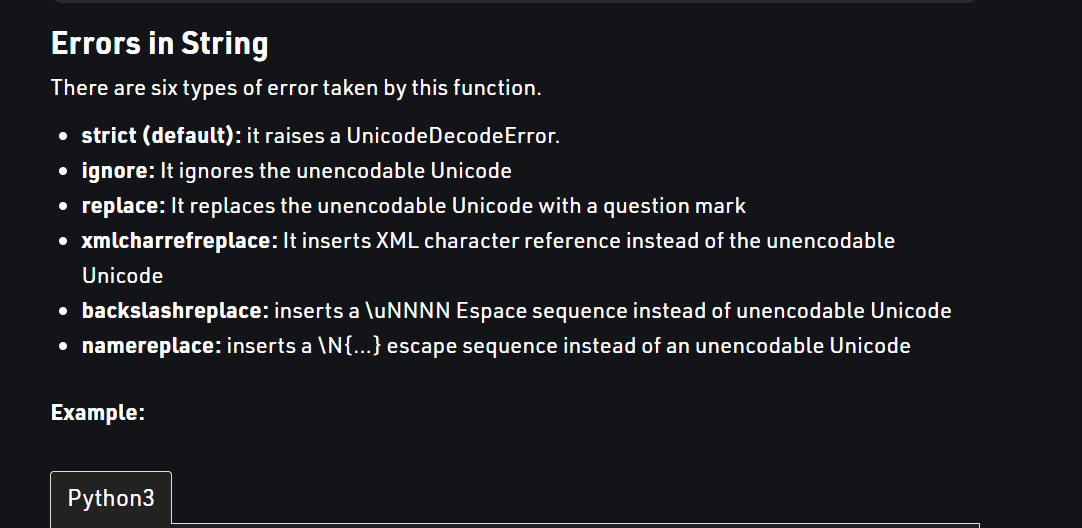 Errors in String
There are six types of error taken by this function.
• strict (default): it raises a UnicodeDecodeError.
• ignore: It ignores the unencodable Unicode
• replace: It replaces the unencodable Unicode with a question mark
• xmlcharrefreplace: It inserts XML character reference instead of the unencodable
Unicode
• backslashreplace: inserts a \uNNNN Espace sequence instead of unencodable Unicode
• namereplace: inserts a \N{…} escape sequence instead of an unencodable Unicode
Example:
Python3